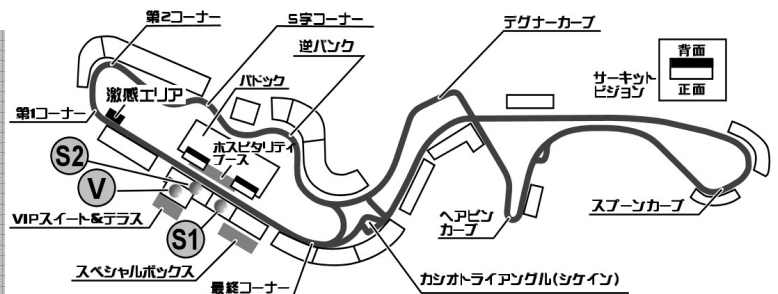 第2コーナー
S字コーナー
逆バンク
デグナーカーブ
背面
サーキット
ビジョン
正面
パドック
激感エリア
第1コーナー
ホスピタリティ
ブース
S2
V
VIPスイート&テラス
S1
スペシャルボックス
最終コーナー
ヘアピン
カーブ
スプーンカーブ
カシオトライアングル(シケイン)